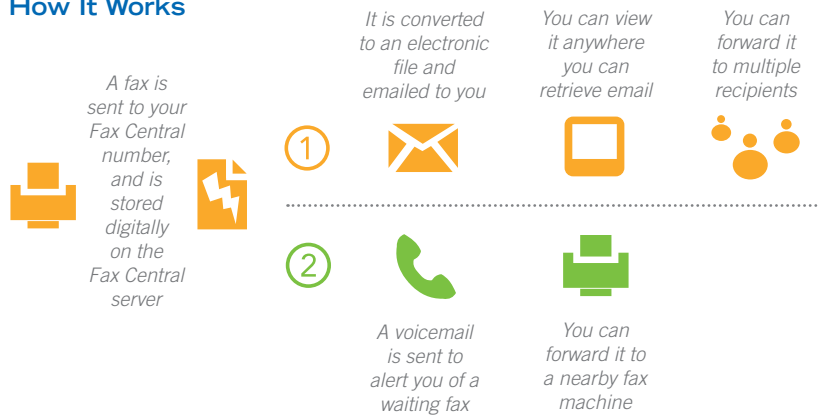 How It Works
A fax is
sent to your
Fax Central
number,
and is
stored
digitally
on the
Fax Central
server
1
It is converted
to an electronic
file and
emailed to you
You can view
it anywhere
you can
retrieve email
You can
forward it
to multiple
recipients
2
A voicemail
is sent to
alert you of a
waiting fax
You can
forward it to
a nearby fax
machine